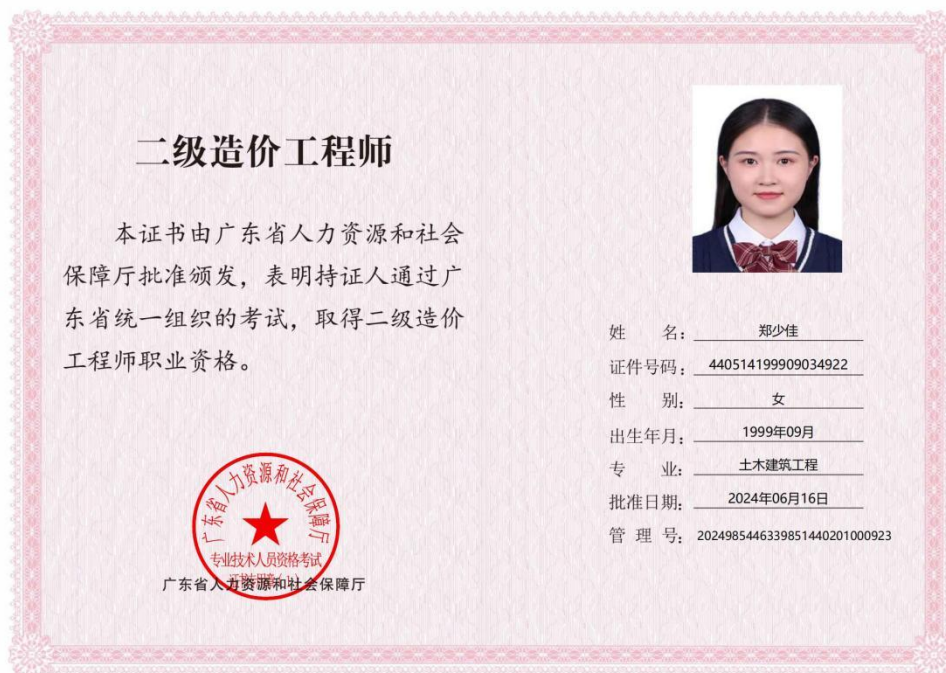 二级造价工程师
本证书由广东省人力资源和社会
保障厅批准颁发，表明持证人通过广
东省统一组织的考试，取得二级造价
工程师职业资格。
广东省人力资源和社会保障厅
专业技术人员资格考试
广东省人力资源和社会保障厅
姓 名：郑少佳
证件号码：440514199909034922
性 别：女
出生年月：1999年09月
专 业：土木建筑工程
批准日期：2024年06月16日
管 理 号：20249854463398514402​01000923